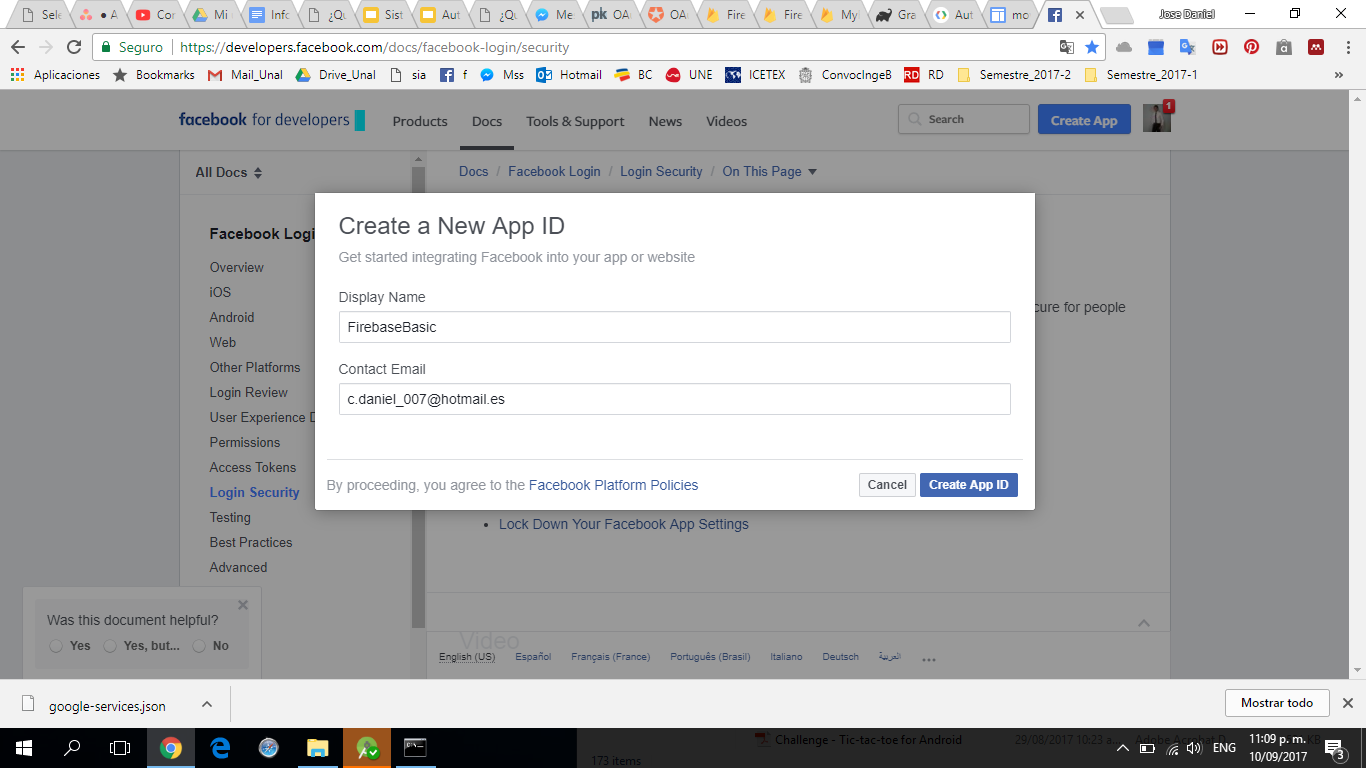 Sele
A
Cor
Mi
Info
¿Qu
Sist
Aut
¿Qu
Me
pk OA
OA
Fire
Fire
My
Gra
Aut
mo
Jose Daniel
Seguro
https://developers.facebook.com/docs/facebook-login/security
Aplicaciones
Bookmarks
Mail_Unal
Drive_Unal
sia
f
Mss
Hotmail
BC
UNE
ICETEX
ConvocIngeB
RD RD
Semestre_2017-2
Semestre_2017-1
»
facebook for developers
Products
Docs
Tools & Support
News
Videos
Search
Create App
1
All Docs
Docs / Facebook Login / Login Security / On This Page
Facebook Logi
Overview
iOS
Android
Web
Other Platforms
Login Review
User Experience D
Permissions
Access Tokens
Login Security
Testing
Best Practices
Advanced
Create a New App ID
Get started integrating Facebook into your app or website
Display Name
FirebaseBasic
Contact Email
c.daniel_007@hotmail.es
By proceeding, you agree to the Facebook Platform Policies
Cancel
Create App ID
cure for people
• Lock Down Your Facebook App Settings
Was this document helpful?
Yes
Yes, but...
No
Video
English (US)
Español
Français (France)
Português (Brasil)
Italiano
Deutsch
العربية
...
google-services.json
Mostrar todo
Challenge - Tic-tac-toe for Android
29/08/2017 10:23 a...
Adobe Acrobat D
KB
173 items
ENG
11:09 p. m.
10/09/2017
3